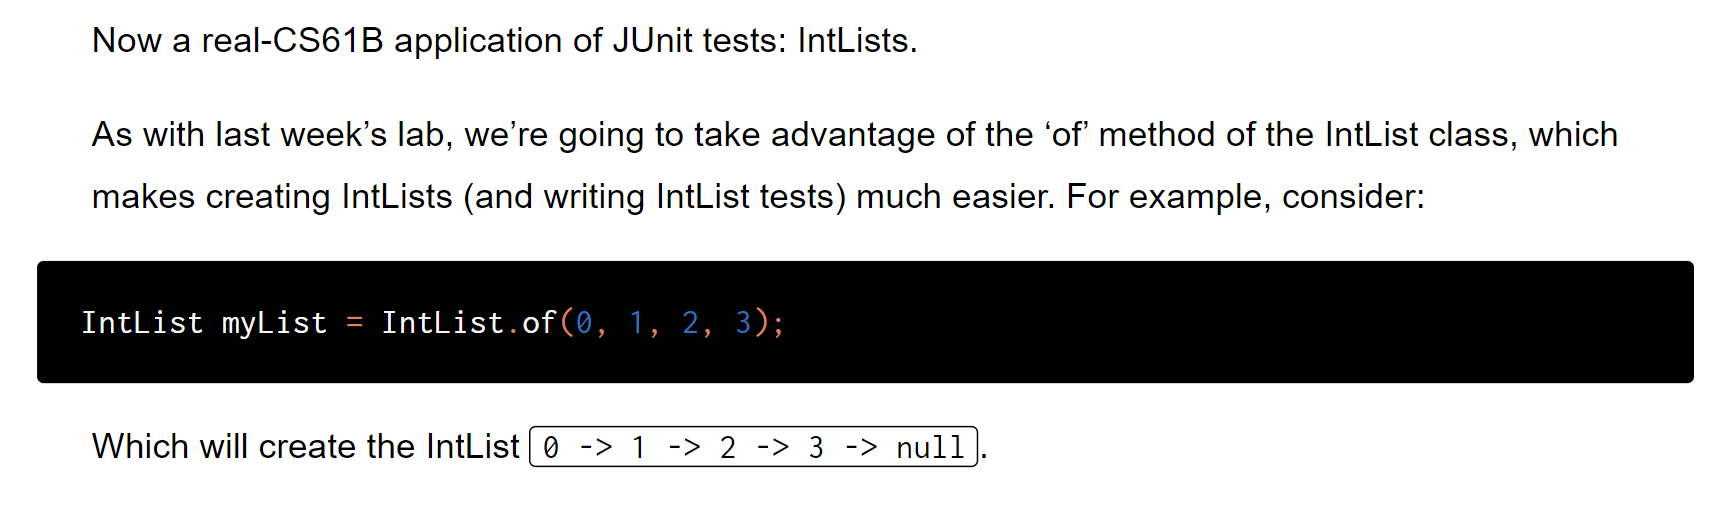 Now a real-CS61B application of JUnit tests: IntLists.
As with last week’s lab, we’re going to take advantage of the ‘of’ method of the IntList class, which
makes creating IntLists (and writing IntList tests) much easier. For example, consider:
IntList myList = IntList.of(0, 1, 2, 3);
Which will create the IntList 0 -> 1 -> 2 -> 3 -> null.